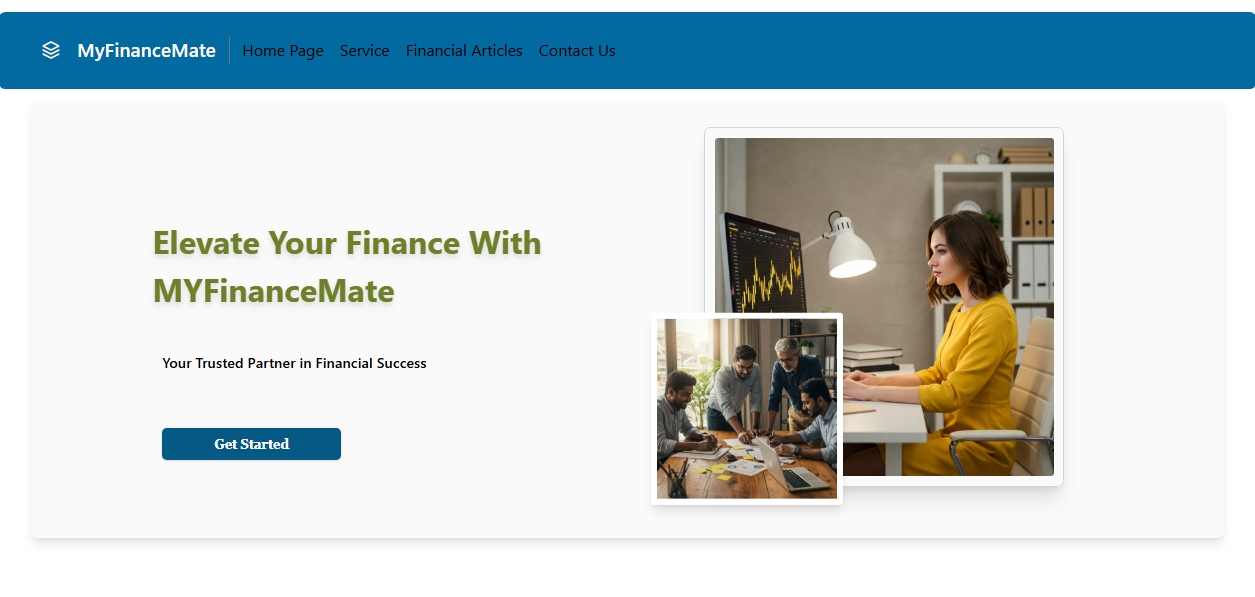 MyFinanceMate Home Page Service Financial Articles Contact Us
Elevate Your Finance With
MYFinanceMate
Your Trusted Partner in Financial Success
Get Started